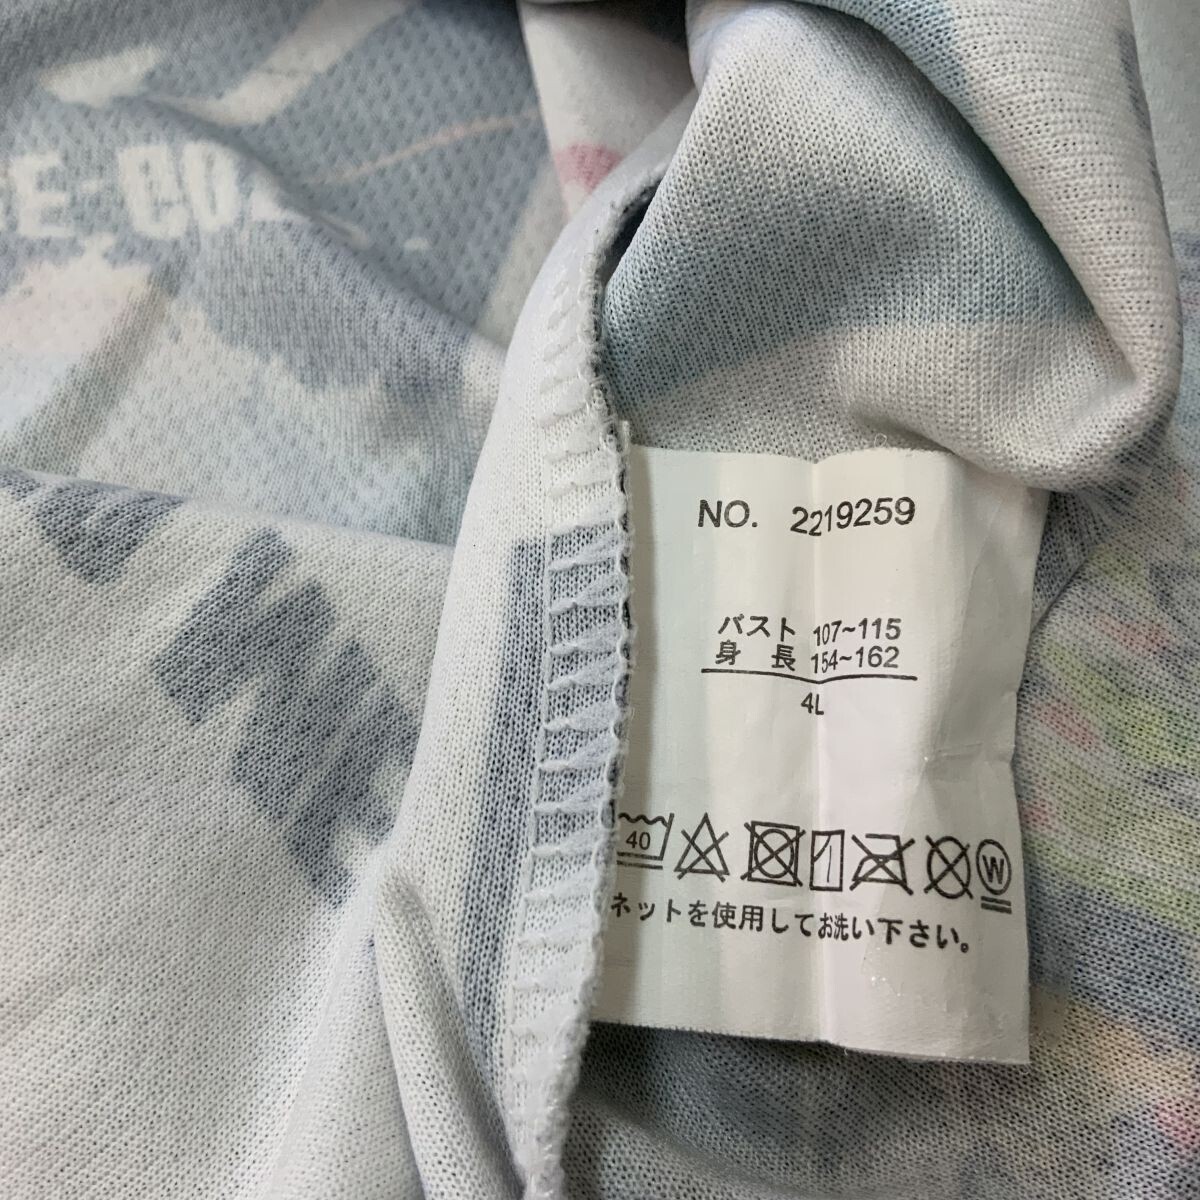 NO. 2219259
バスト 107~115
身 長 154~162
4L
40
W
ネットを使用してお洗い下さい。